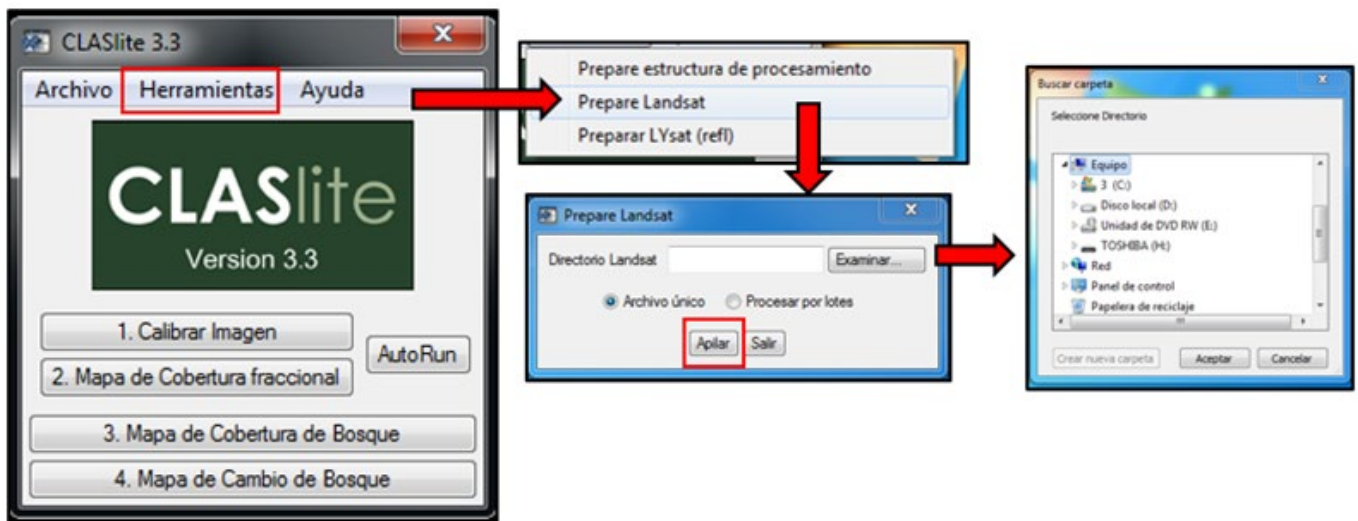 CLASlite 3.3
Archivo Herramientas Ayuda
CLASlite
Version 3.3
1. Calibrar Imagen
AutoRun
2. Mapa de Cobertura fraccional
3. Mapa de Cobertura de Bosque
4. Mapa de Cambio de Bosque
Prepare estructura de procesamiento
Prepare Landsat
Preparar LYsat (refl)
Prepare Landsat
Directorio Landsat
Examinar...
Archivo único Procesar por lotes
Apilar Salir
Buscar carpeta
Seleccione Directorio
Equipo
3 (C:)
Disco local (D:)
Unidad de DVD RW (E:)
TOSHIBA (H:)
Red
Panel de control
Papelera de reciclaje
Crear nueva carpeta Aceptar Cancelar